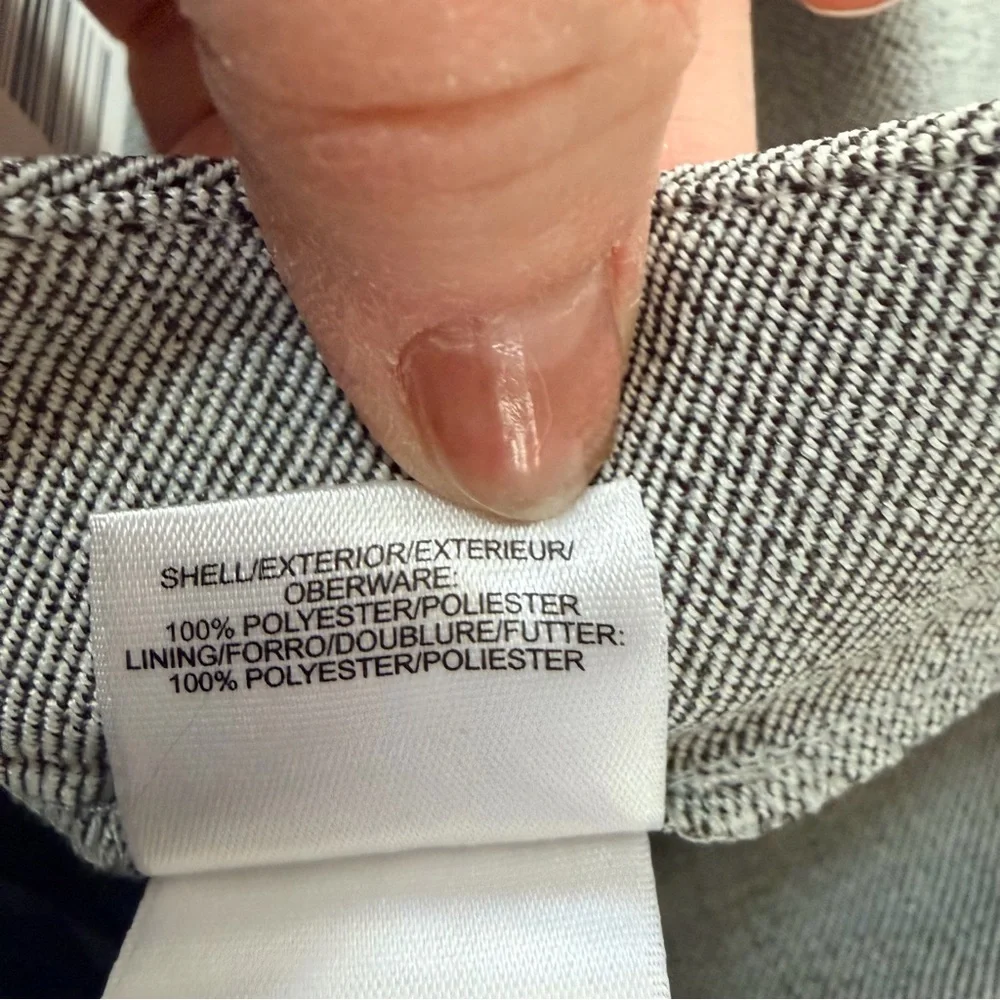 SHELL/EXTERIOR/EXTERIEUR/
OBERWARE:
100% POLYESTER/POLIESTER
LINING/FORRO/DOUBLURE/FUTTER:
100% POLYESTER/POLIESTER